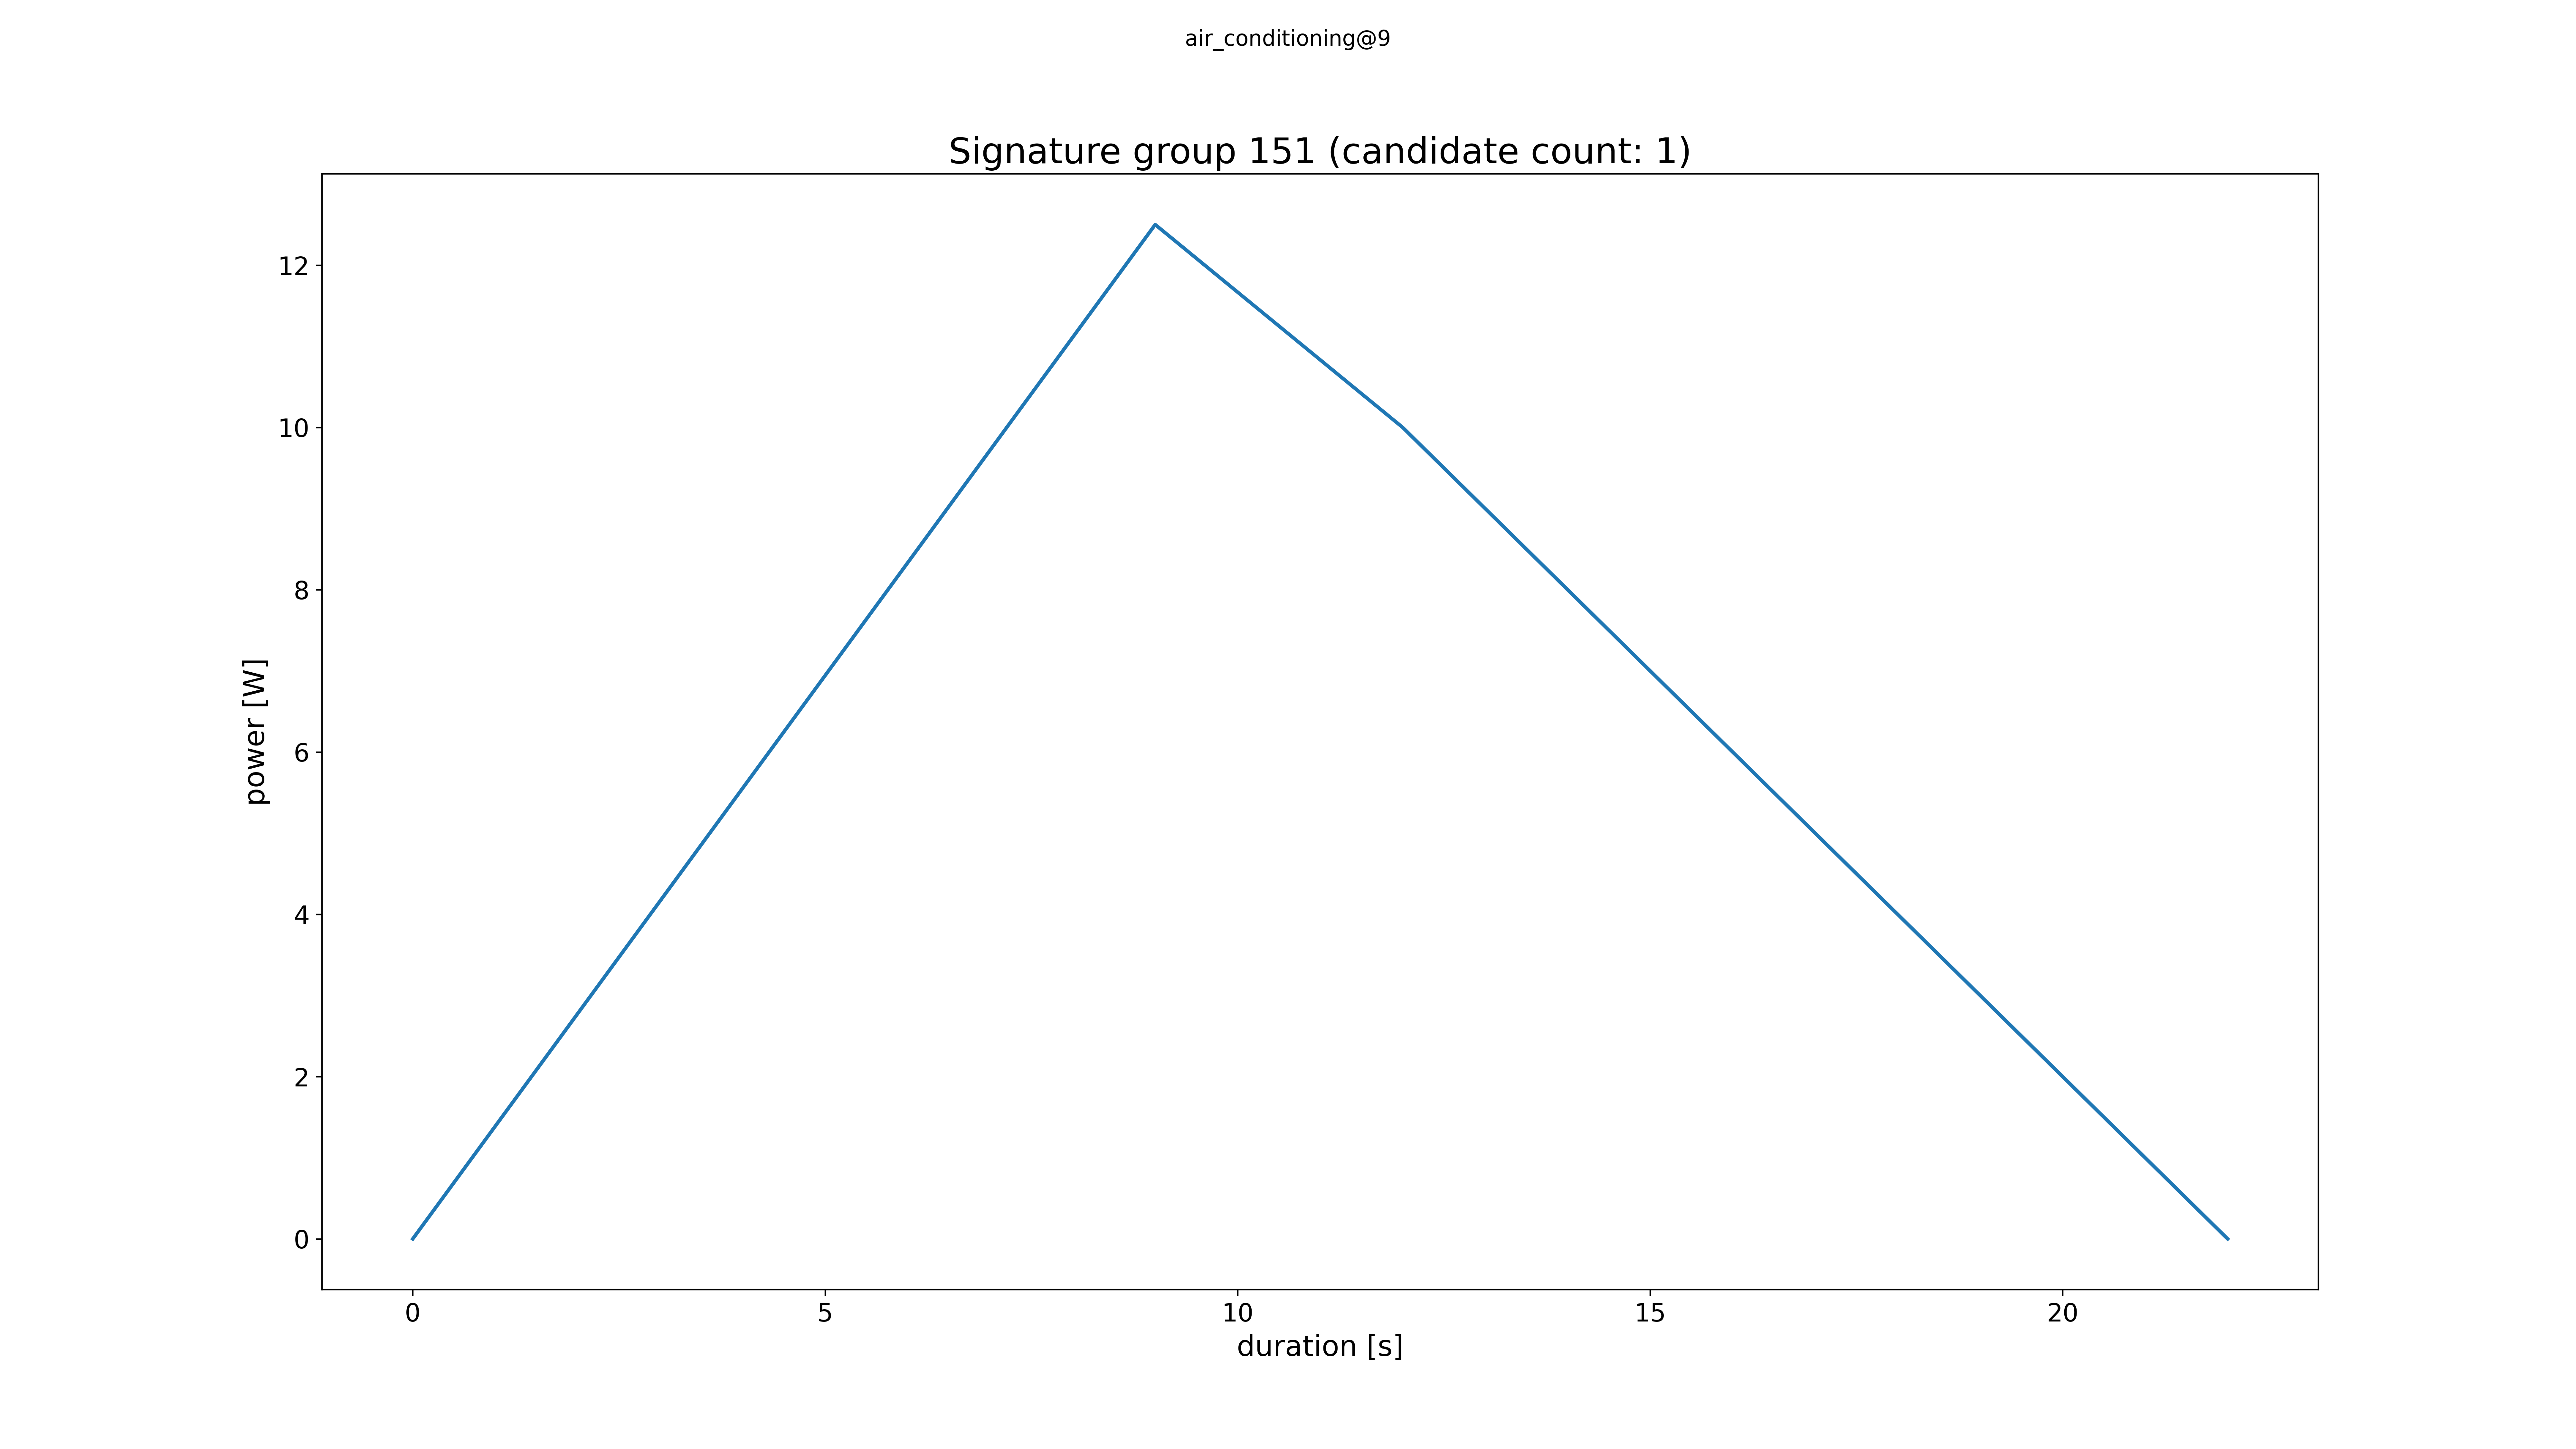 air_conditioning@9
Signature group 151 (candidate count: 1)
12
10
8
6
4
2
0
power [W]
0 5 10 15 20
duration [s]